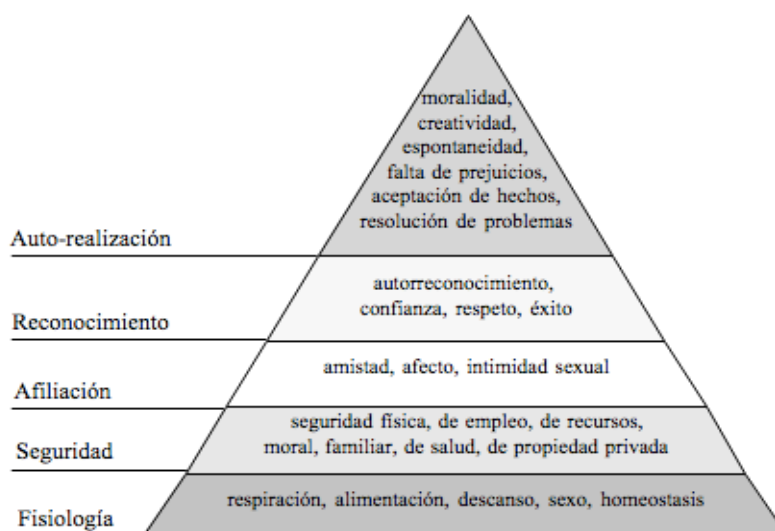 moralidad,
creatividad,
espontaneidad,
falta de prejuicios,
aceptación de hechos,
resolución de problemas
Auto-realización
autorreconocimiento,
confianza, respeto, éxito
Reconocimiento
amistad, afecto, intimidad sexual
Afiliación
seguridad física, de empleo, de recursos,
moral, familiar, de salud, de propiedad privada
Seguridad
respiración, alimentación, descanso, sexo, homeostasis
Fisiología